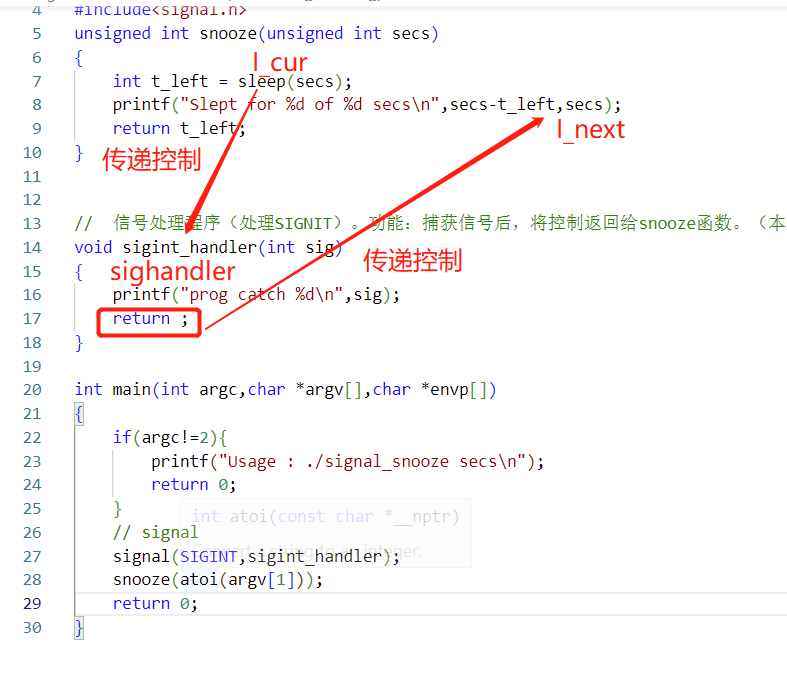 4 #include<signal.h>
5 unsigned int snooze(unsigned int secs)
6 {
I_cur
7 int t_left = sleep(secs);
8 printf("Slept for %d of %d secs\n",secs-t_left,secs);
I_next
9 return t_left;
10 }
传递控制
11
12
13 // 信号处理程序（处理SIGNIT）。功能：捕获信号后，将控制返回给snooze函数。（本
14 void sigint_handler(int sig)
传递控制
15 {
sighandler
16 printf("prog catch %d\n",sig);
17 return ;
18 }
19
20 int main(int argc,char *argv[],char *envp[])
21 {
22 if(argc!=2){
23 printf("Usage : ./signal_snooze secs\n");
24 return 0;
25 }
int atoi(const char *__nptr)
26 // signal
27 signal(SIGINT,sigint_handler);
28 snooze(atoi(argv[1]));
29 return 0;
30 }